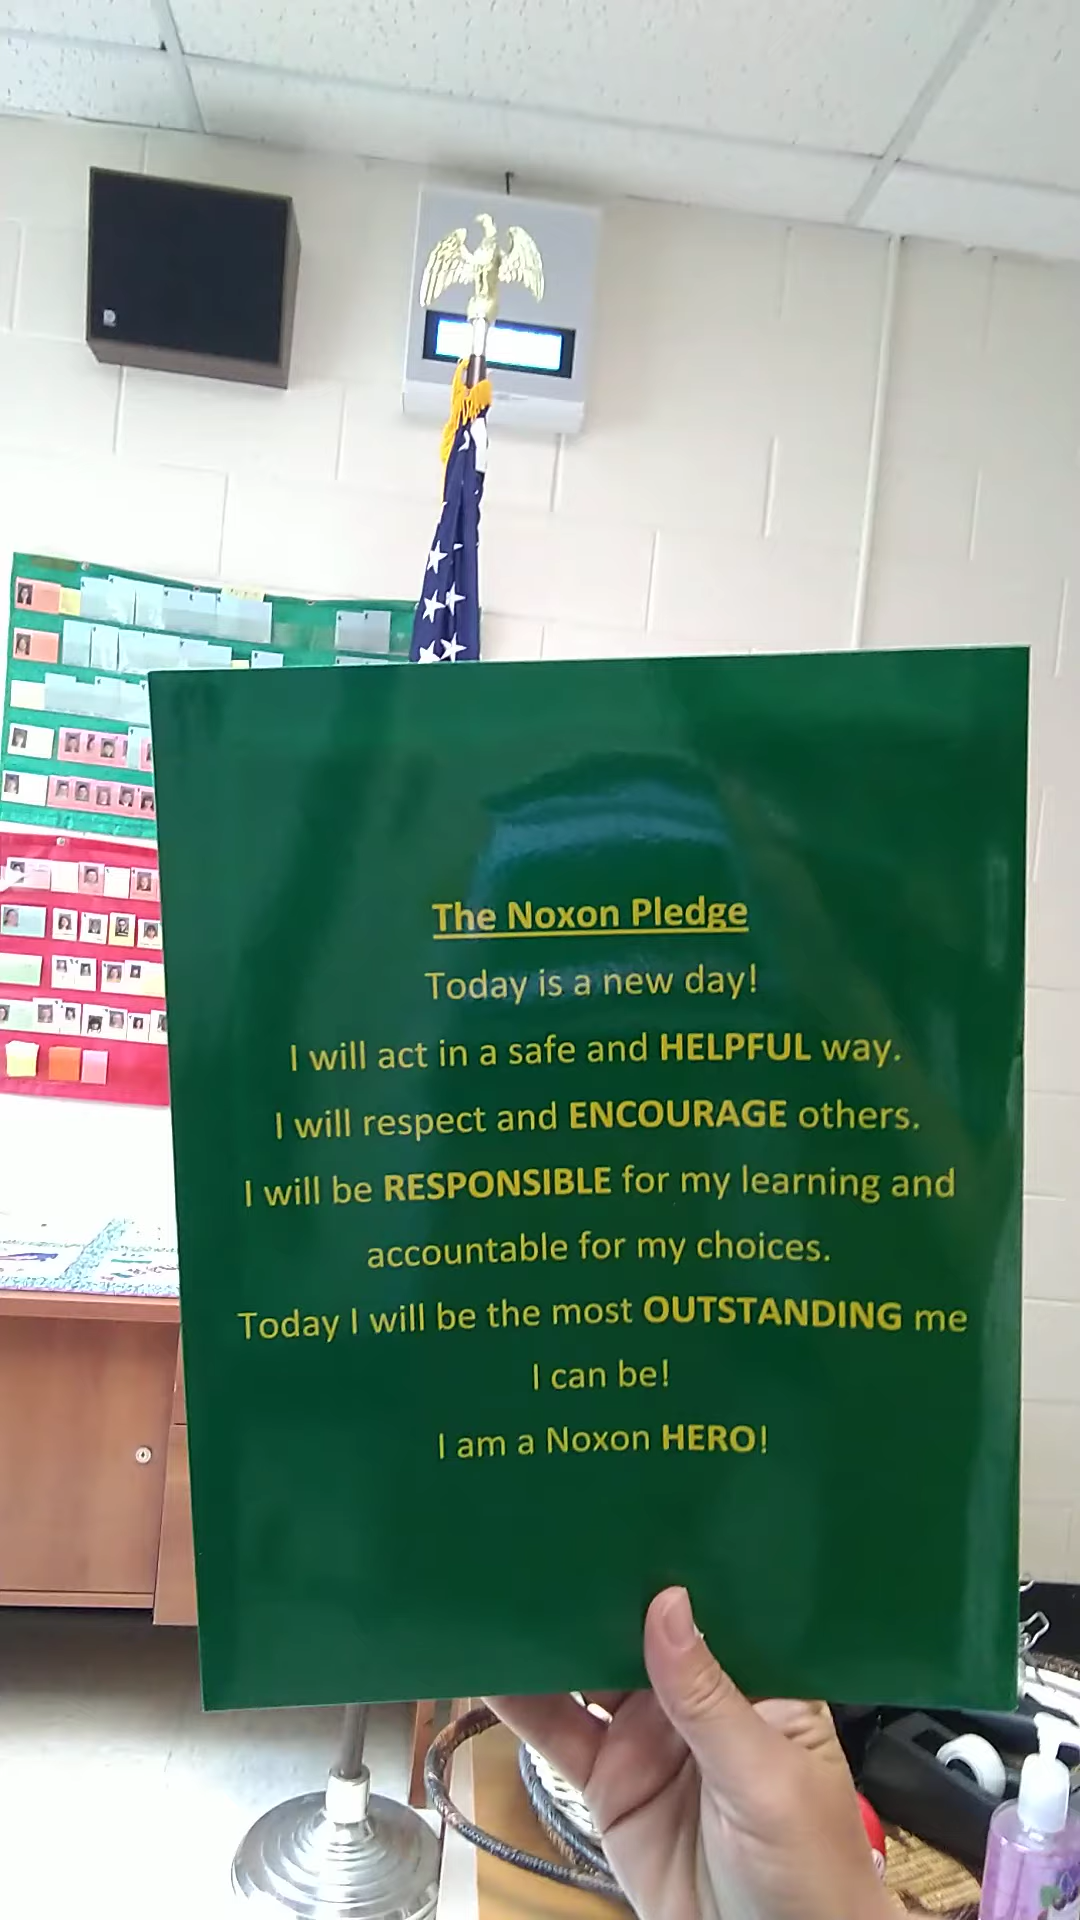 The Noxon Pledge
Today is a new day!
I will act in a safe and HELPFUL way.
I will respect and ENCOURAGE others.
I will be RESPONSIBLE for my learning and
accountable for my choices.
Today I will be the most OUTSTANDING me
I can be!
I am a Noxon HERO!